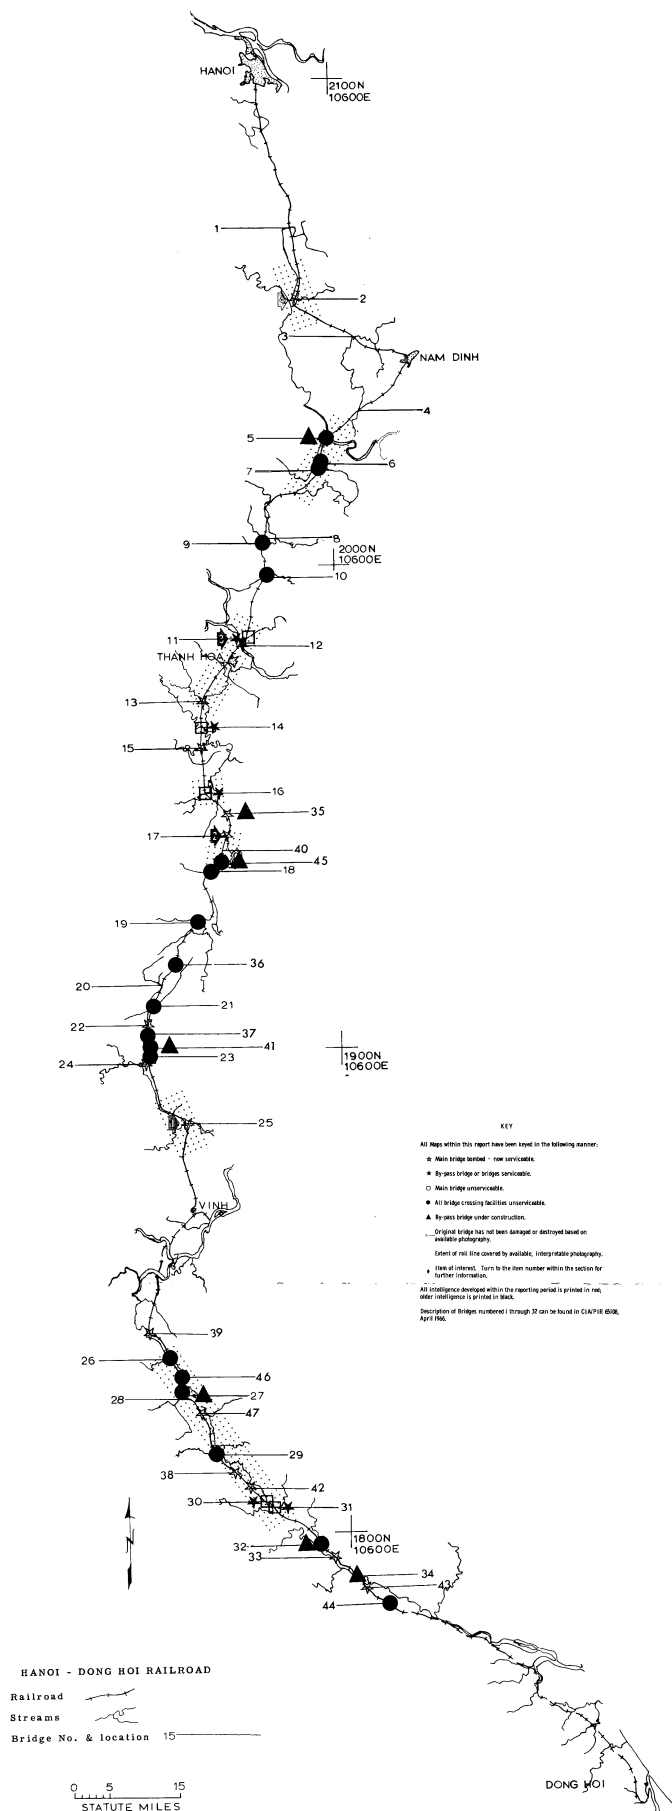 HANOI
2100N
10600E
1
2
3
NAM DINH
4
5
6
7
8
9
2000N
10600E
10
11
12
THANH HOA
13
14
15
16
35
17
40
45
18
19
36
20
21
22
37
41
23
24
1900N
10600E
25
VINH
KEY
All Maps within this report have been keyed in the following manner:
Main bridge bombed - now serviceable.
By-pass bridge or bridges serviceable.
Main bridge unserviceable.
All bridge crossing facilities unserviceable.
By-pass bridge under construction.
Original bridge has not been damaged or destroyed based on
available photography.
Extent of rail line covered by available, interpretable photography.
Item of interest. Turn to the item number within the section for
further information.
All intelligence developed within the reporting period is printed in red;
older intelligence is printed in black.
Description of Bridges numbered 1 through 32 can be found in CIA/PIR 65108,
April 1966.
39
26
46
27
28
47
29
38
42
30
31
1800N
10600E
32
33
34
43
44
N
HANOI - DONG HOI RAILROAD
Railroad
Streams
Bridge No. & location 15
DONG HOI
0 5 15
STATUTE MILES